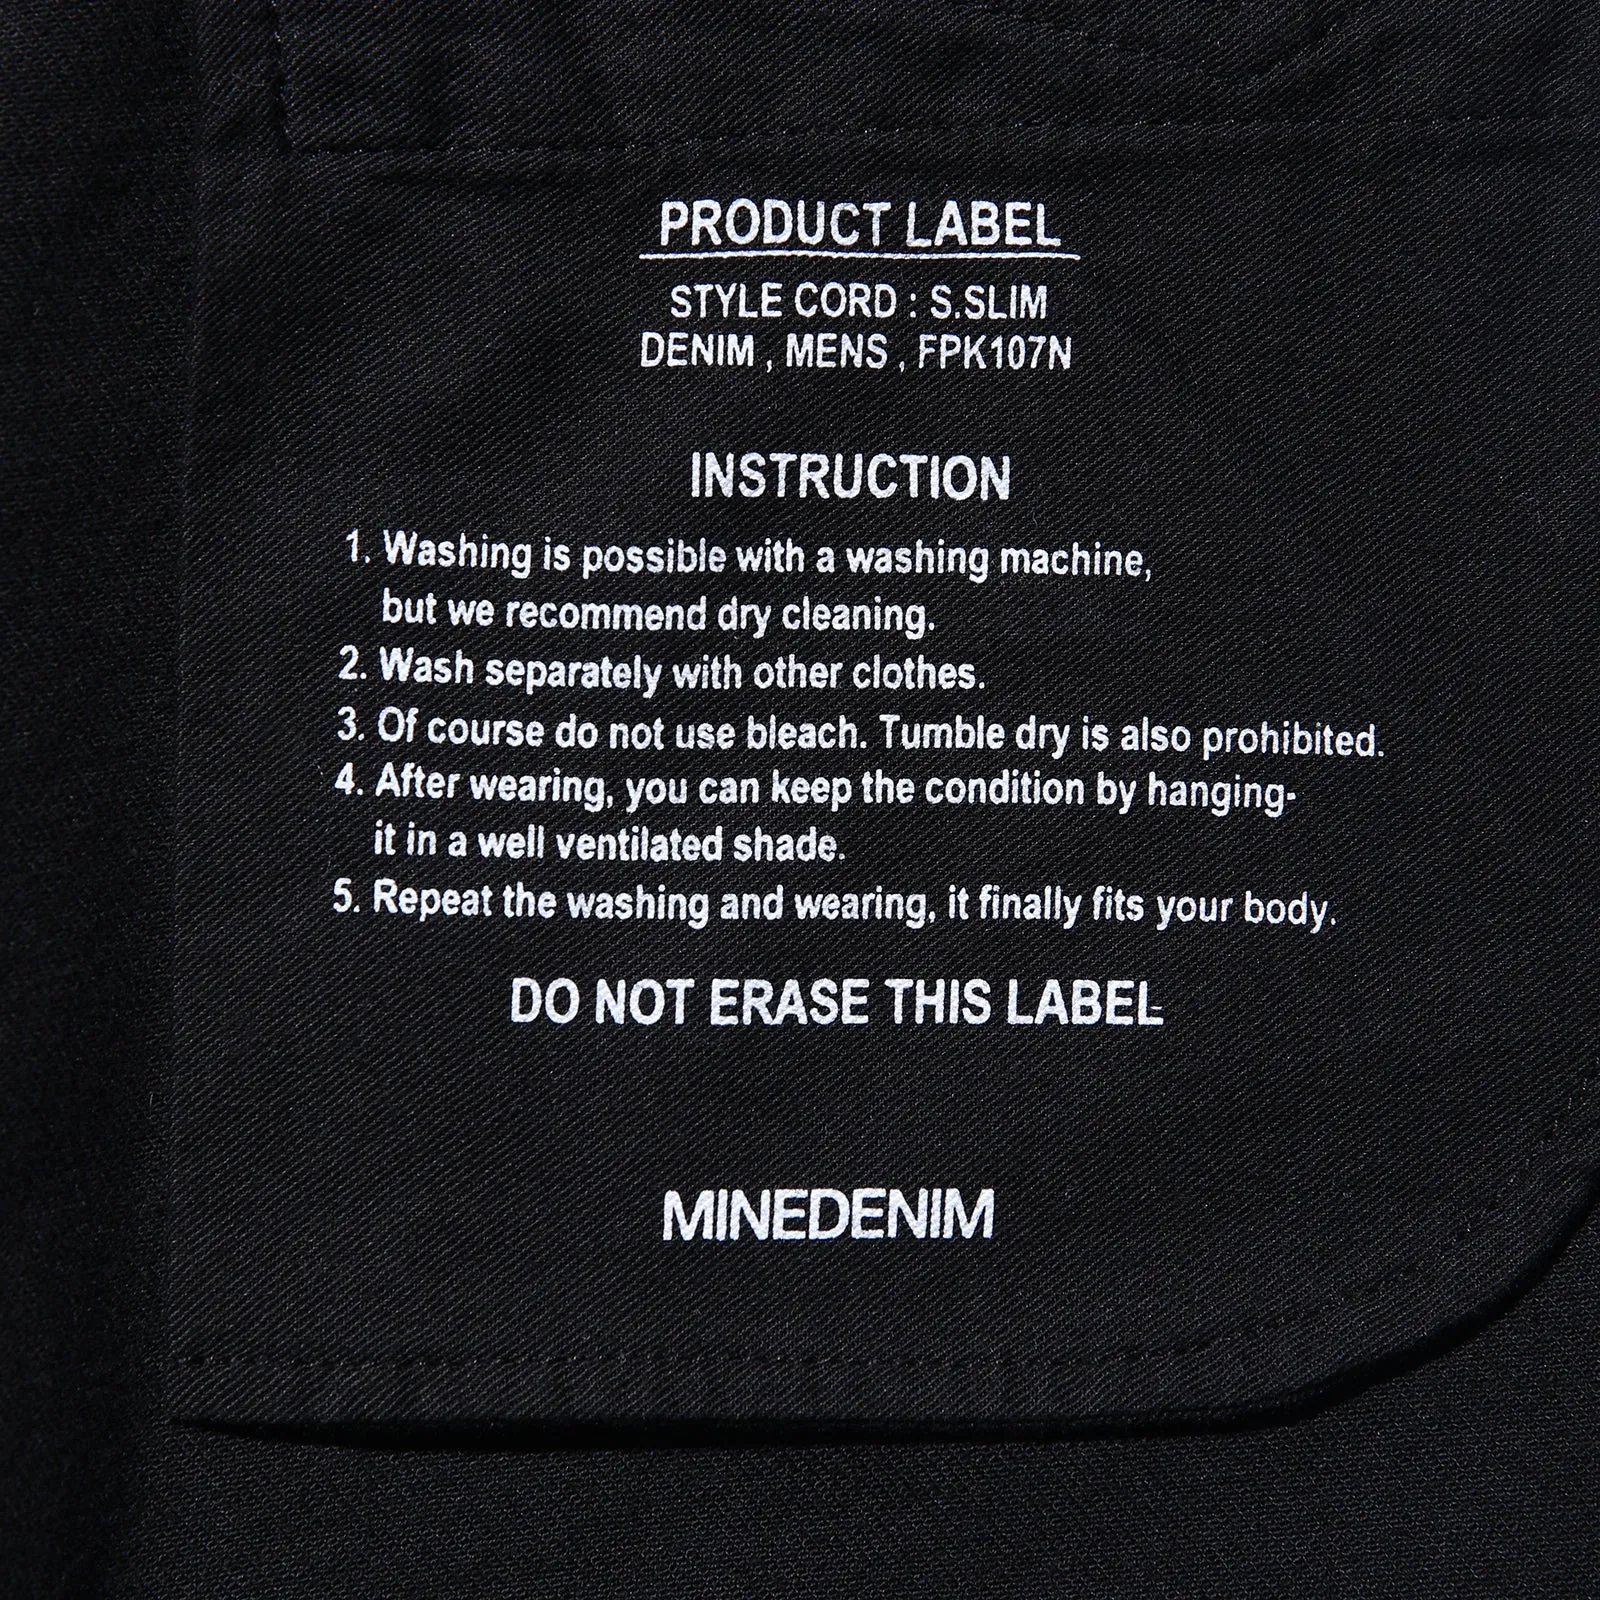 PRODUCT LABEL
STYLE CORD : S.SLIM
DENIM , MENS , FPK107N
INSTRUCTION
1. Washing is possible with a washing machine,
but we recommend dry cleaning.
2. Wash separately with other clothes.
3. Of course do not use bleach. Tumble dry is also prohibited.
4. After wearing, you can keep the condition by hanging-
it in a well ventilated shade.
5. Repeat the washing and wearing, it finally fits your body.
DO NOT ERASE THIS LABEL
MINEDENIM